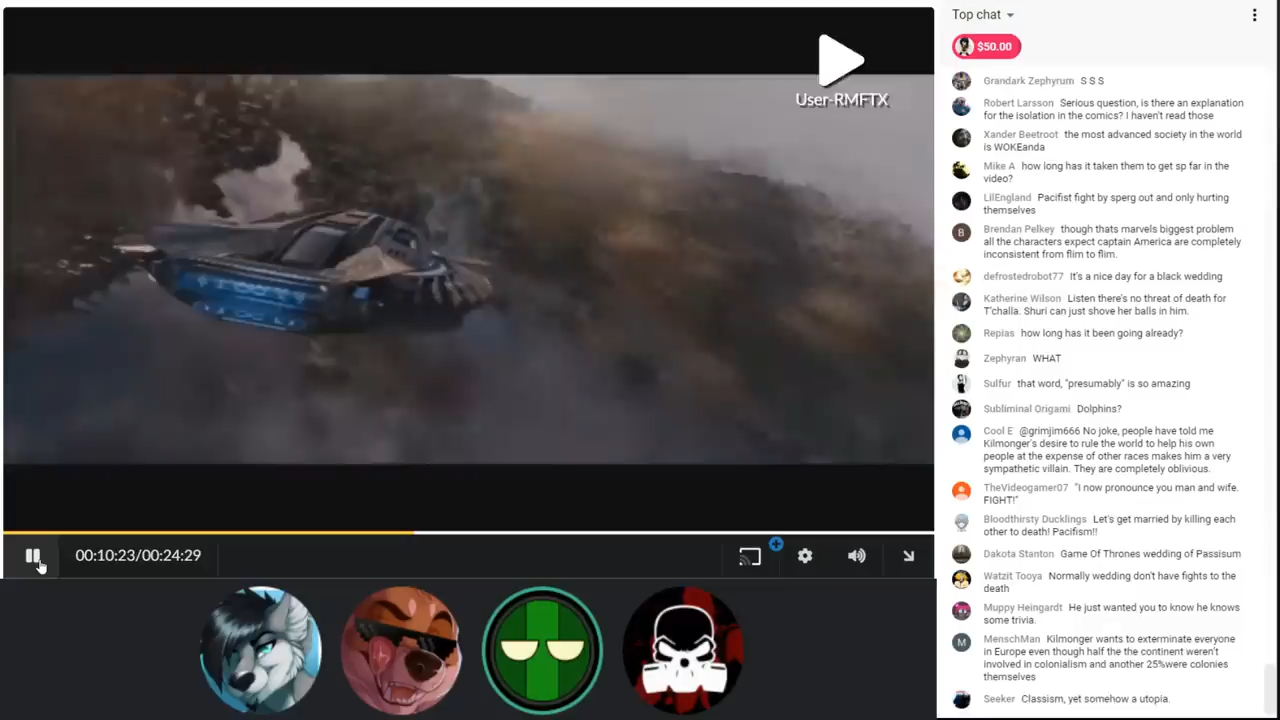 User-RMFTX
00:10:23/00:24:29
Top chat
$50.00
Grandark Zephyrum S S S
Robert Larsson Serious question, is there an explanation
for the isolation in the comics? I haven't read those
Xander Beetroot the most advanced society in the world
is WOKEanda
Mike A how long has it taken them to get sp far in the
video?
LilEngland Pacifist fight by sperg out and only hurting
themselves
B
Brendan Pelkey though thats marvels biggest problem
all the characters expect captain America are completely
inconsistent from flim to flim.
defrostedrobot77 It's a nice day for a black wedding
Katherine Wilson Listen there's no threat of death for
T'challa. Shuri can just shove her balls in him.
Repias how long has it been going already?
Zephyran WHAT
Sulfur that word, "presumably" is so amazing
Subliminal Origami Dolphins?
Cool E @grimjim666 No joke, people have told me
Kilmonger's desire to rule the world to help his own
people at the expense of other races makes him a very
sympathetic villain. They are completely oblivious.
TheVideogamer07 "I now pronounce you man and wife.
FIGHT!"
Bloodthirsty Ducklings Let's get married by killing each
other to death! Pacifism!!
Dakota Stanton Game Of Thrones wedding of Passisum
Watzit Tooya Normally wedding don't have fights to the
death
Muppy Heingardt He just wanted you to know he knows
some trivia.
M
MenschMan Kilmonger wants to exterminate everyone
in Europe even though half the the continent weren't
involved in colonialism and another 25%were colonies
themselves
Seeker Classism, yet somehow a utopia.